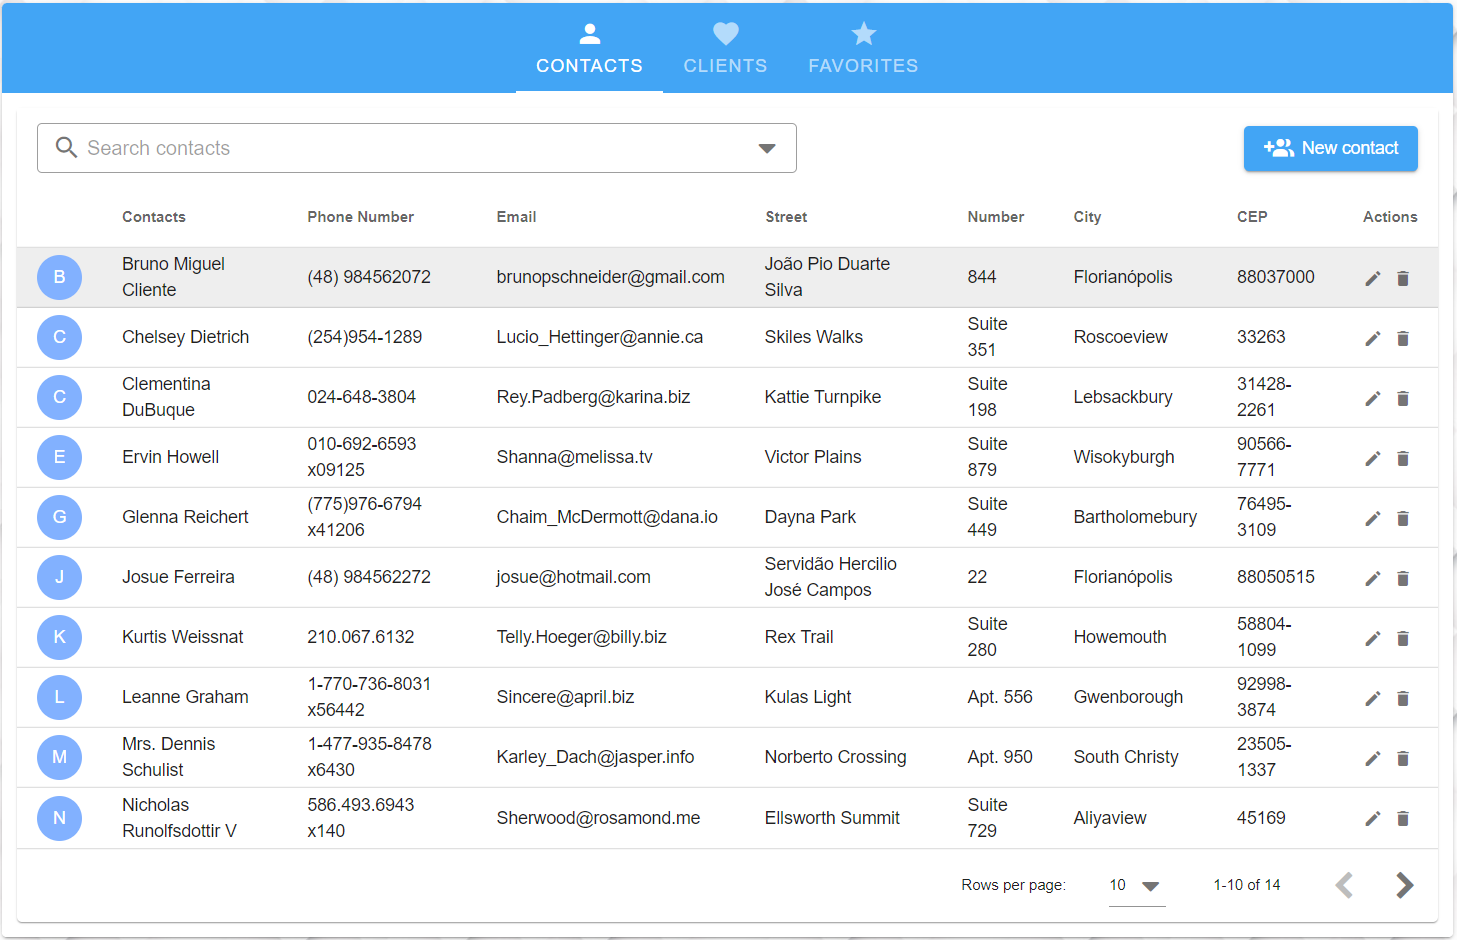 CONTACTS CLIENTS FAVORITES
Search contacts
New contact
Contacts Phone Number Email Street Number City CEP Actions
B Bruno Miguel Cliente (48) 984562072 brunopschneider@gmail.com João Pio Duarte Silva 844 Florianópolis 88037000
C Chelsey Dietrich (254)954-1289 Lucio_Hettinger@annie.ca Skiles Walks Suite 351 Roscoeview 33263
C Clementina DuBuque 024-648-3804 Rey.Padberg@karina.biz Kattie Turnpike Suite 198 Lebsackbury 31428-2261
E Ervin Howell 010-692-6593 x09125 Shanna@melissa.tv Victor Plains Suite 879 Wisokyburgh 90566-7771
G Glenna Reichert (775)976-6794 x41206 Chaim_McDermott@dana.io Dayna Park Suite 449 Bartholomebury 76495-3109
J Josue Ferreira (48) 984562272 josue@hotmail.com Servidão Hercilio José Campos 22 Florianópolis 88050515
K Kurtis Weissnat 210.067.6132 Telly.Hoeger@billy.biz Rex Trail Suite 280 Howemouth 58804-1099
L Leanne Graham 1-770-736-8031 x56442 Sincere@april.biz Kulas Light Apt. 556 Gwenborough 92998-3874
M Mrs. Dennis Schulist 1-477-935-8478 x6430 Karley_Dach@jasper.info Norberto Crossing Apt. 950 South Christy 23505-1337
N Nicholas Runolfsdottir V 586.493.6943 x140 Sherwood@rosamond.me Ellsworth Summit Suite 729 Aliyaview 45169
Rows per page: 10 1-10 of 14